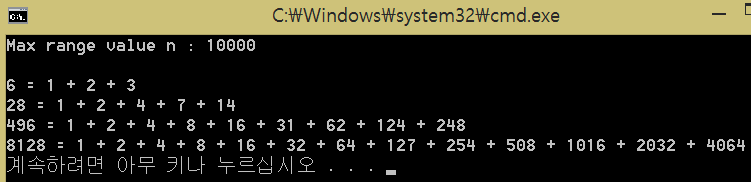 C:₩Windows₩system32₩cmd.exe
Max range value n : 10000
6 = 1 + 2 + 3
28 = 1 + 2 + 4 + 7 + 14
496 = 1 + 2 + 4 + 8 + 16 + 31 + 62 + 124 + 248
8128 = 1 + 2 + 4 + 8 + 16 + 32 + 64 + 127 + 254 + 508 + 1016 + 2032 + 4064
계속하려면 아무 키나 누르십시오 . . .